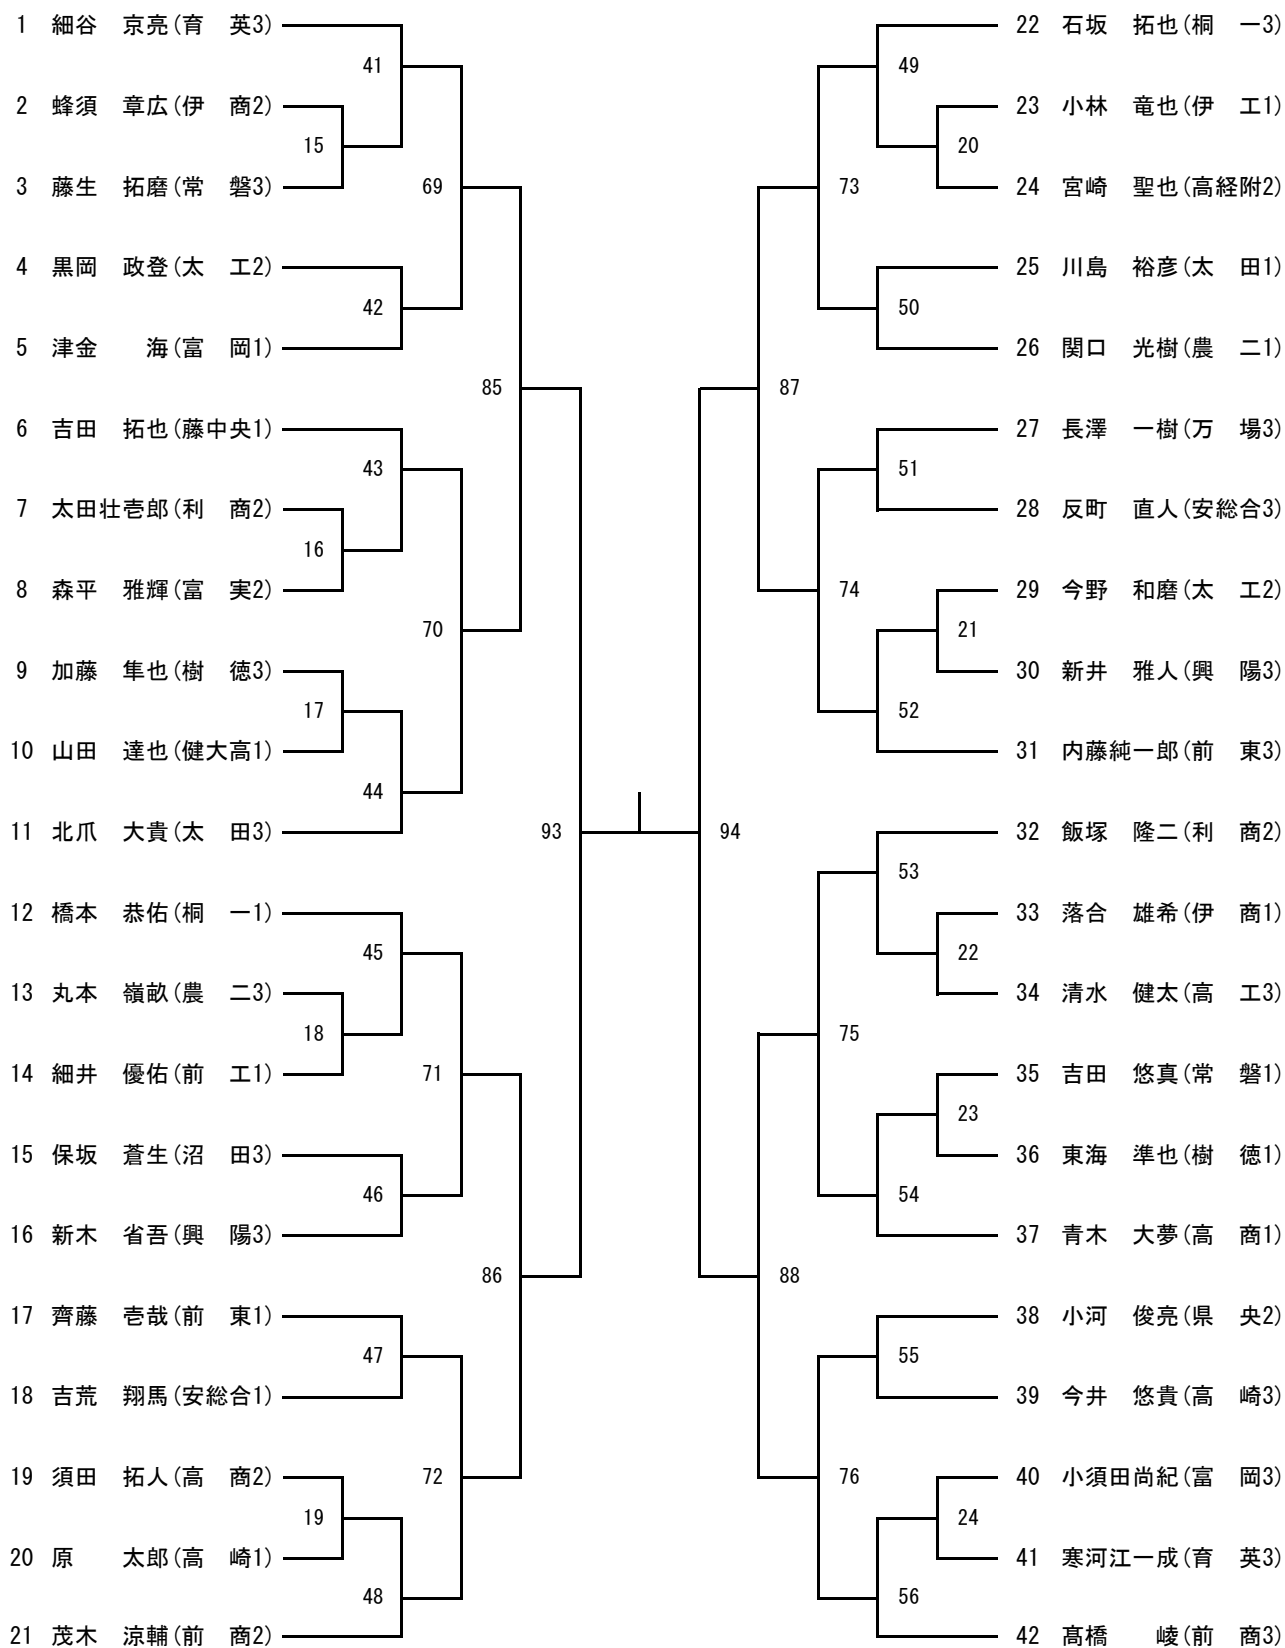 1 細谷　京亮(育　英3)
41
2 蜂須　章広(伊　商2)
15
3 藤生　拓磨(常　磐3)
69
4 黒岡　政登(太　工2)
42
5 津金　　海(富　岡1)
85
6 吉田　拓也(藤中央1)
43
7 太田壮壱郎(利　商2)
16
8 森平　雅輝(富　実2)
70
9 加藤　隼也(樹　徳3)
17
10 山田　達也(健大高1)
44
11 北爪　大貴(太　田3)
93
12 橋本　恭佑(桐　一1)
45
13 丸本　嶺畝(農　二3)
18
14 細井　優佑(前　工1)
71
15 保坂　蒼生(沼　田3)
46
16 新木　省吾(興　陽3)
86
17 齊藤　壱哉(前　東1)
47
18 吉荒　翔馬(安総合1)
19 須田　拓人(高　商2)
72
19
20 原　　太郎(高　崎1)
48
21 茂木　涼輔(前　商2)
22 石坂　拓也(桐　一3)
49
23 小林　竜也(伊　工1)
20
24 宮崎　聖也(高経附2)
73
25 川島　裕彦(太　田1)
50
26 関口　光樹(農　二1)
87
27 長澤　一樹(万　場3)
51
28 反町　直人(安総合3)
29 今野　和磨(太　工2)
74
21
30 新井　雅人(興　陽3)
52
31 内藤純一郎(前　東3)
94
32 飯塚　隆二(利　商2)
53
33 落合　雄希(伊　商1)
22
34 清水　健太(高　工3)
75
35 吉田　悠真(常　磐1)
23
36 東海　準也(樹　徳1)
54
37 青木　大夢(高　商1)
88
38 小河　俊亮(県　央2)
55
39 今井　悠貴(高　崎3)
76
40 小須田尚紀(富　岡3)
24
41 寒河江一成(育　英3)
56
42 髙橋　　崚(前　商3)